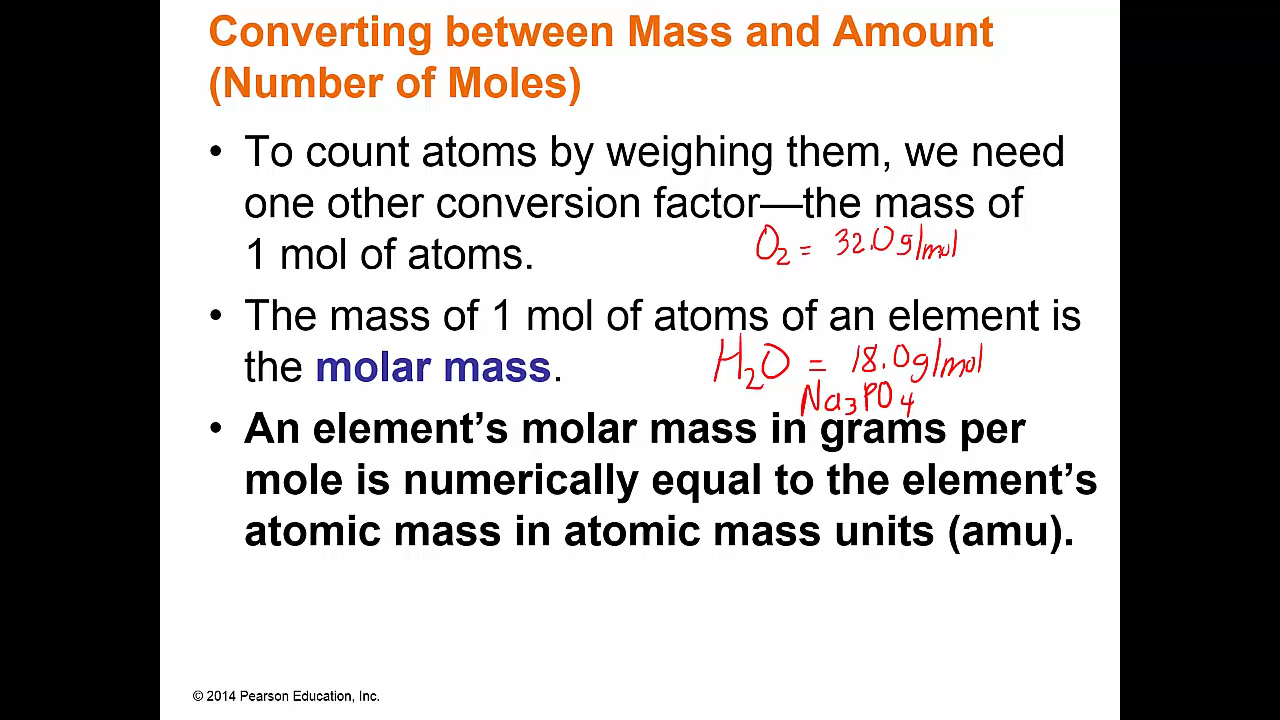 Converting between Mass and Amount
(Number of Moles)
• To count atoms by weighing them, we need
one other conversion factor—the mass of
1 mol of atoms.
O₂ = 32.0g/mol
• The mass of 1 mol of atoms of an element is
the molar mass.
H₂O = 18.0g/mol
Na₃PO₄
• An element’s molar mass in grams per
mole is numerically equal to the element’s
atomic mass in atomic mass units (amu).
© 2014 Pearson Education, Inc.